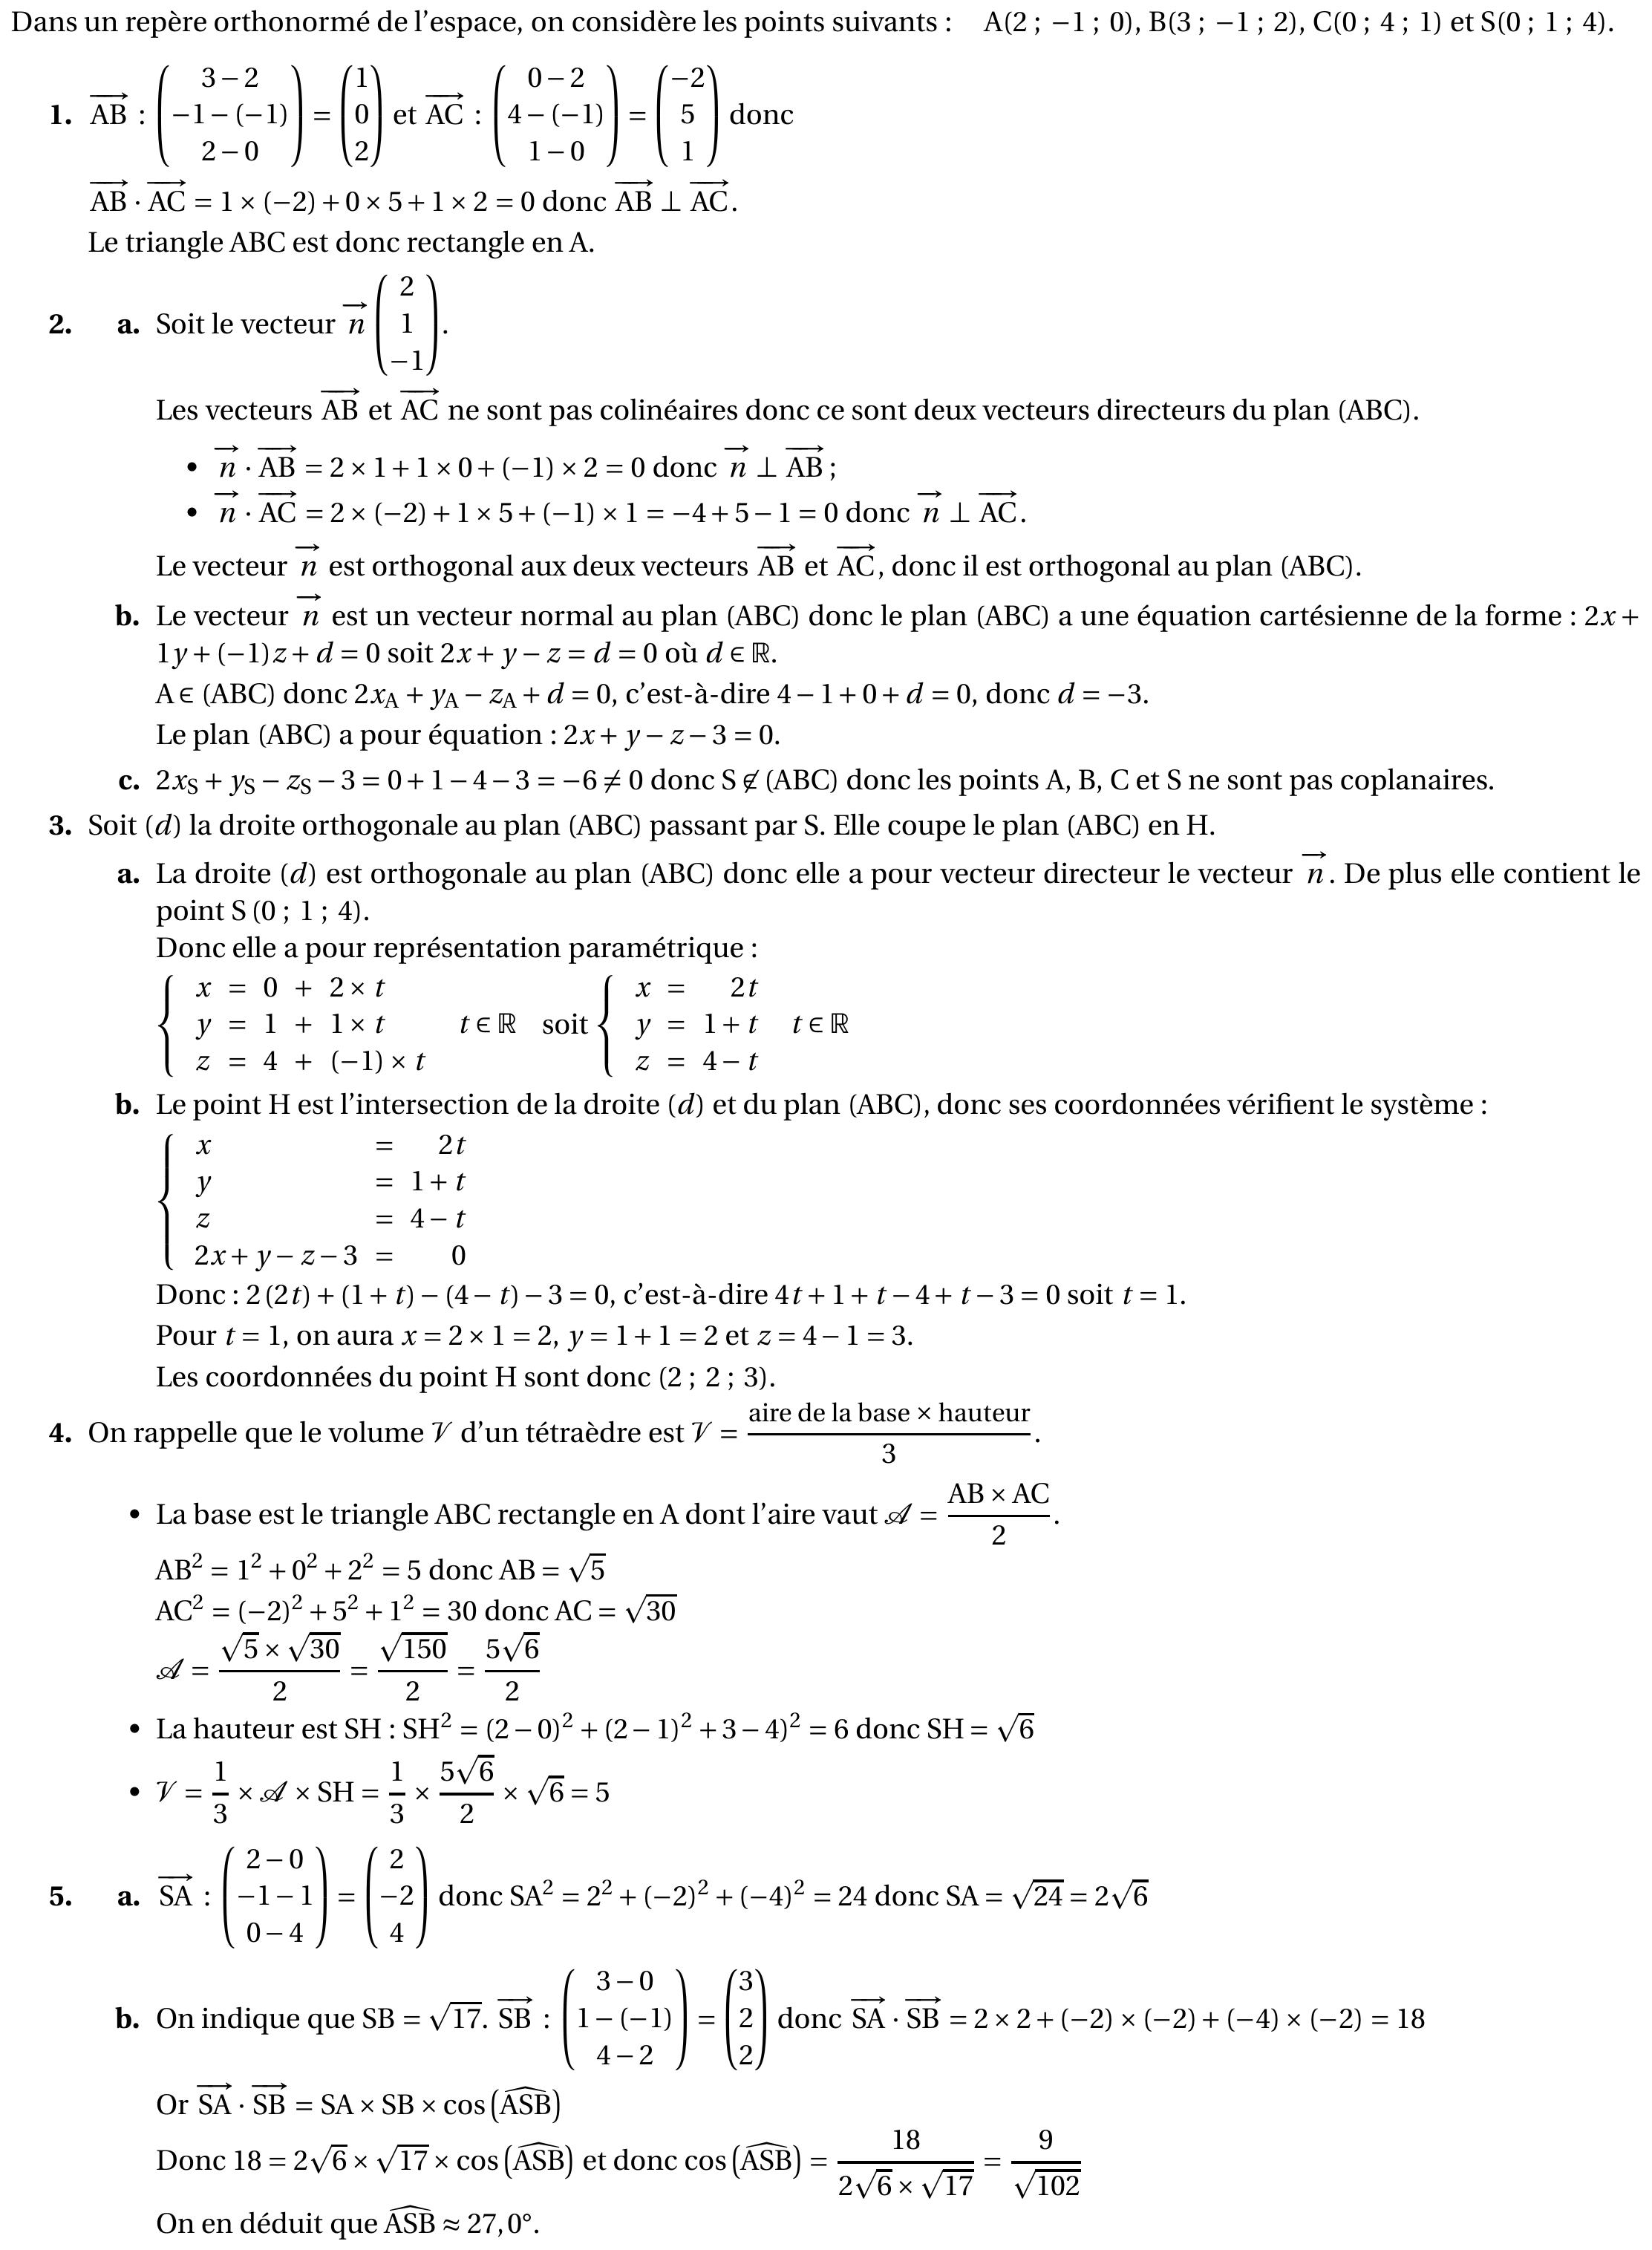 Dans un repère orthonormé de l'espace, on considère les points suivants : A(2 ; −1 ; 0), B(3 ; −1 ; 2), C(0 ; 4 ; 1) et S(0 ; 1 ; 4).
1. $\overrightarrow{AB}$ : $\begin{pmatrix} 3-2 \\ -1-(-1) \\ 2-0 \end{pmatrix} = \begin{pmatrix} 1 \\ 0 \\ 2 \end{pmatrix}$ et $\overrightarrow{AC}$ : $\begin{pmatrix} 0-2 \\ 4-(-1) \\ 1-0 \end{pmatrix} = \begin{pmatrix} -2 \\ 5 \\ 1 \end{pmatrix}$ donc
$\overrightarrow{AB} \cdot \overrightarrow{AC} = 1 \times (-2) + 0 \times 5 + 1 \times 2 = 0$ donc $\overrightarrow{AB} \perp \overrightarrow{AC}$.
Le triangle ABC est donc rectangle en A.
2. a. Soit le vecteur $\overrightarrow{n} \begin{pmatrix} 2 \\ 1 \\ -1 \end{pmatrix}$.
Les vecteurs $\overrightarrow{AB}$ et $\overrightarrow{AC}$ ne sont pas colinéaires donc ce sont deux vecteurs directeurs du plan (ABC).
• $\overrightarrow{n} \cdot \overrightarrow{AB} = 2 \times 1 + 1 \times 0 + (-1) \times 2 = 0$ donc $\overrightarrow{n} \perp \overrightarrow{AB}$ ;
• $\overrightarrow{n} \cdot \overrightarrow{AC} = 2 \times (-2) + 1 \times 5 + (-1) \times 1 = -4 + 5 - 1 = 0$ donc $\overrightarrow{n} \perp \overrightarrow{AC}$.
Le vecteur $\overrightarrow{n}$ est orthogonal aux deux vecteurs $\overrightarrow{AB}$ et $\overrightarrow{AC}$, donc il est orthogonal au plan (ABC).
b. Le vecteur $\overrightarrow{n}$ est un vecteur normal au plan (ABC) donc le plan (ABC) a une équation cartésienne de la forme : $2x +$
$1y + (-1)z + d = 0$ soit $2x + y - z = d = 0$ où $d \in \mathbb{R}$.
A ∈ (ABC) donc $2x_A + y_A - z_A + d = 0$, c'est-à-dire $4 - 1 + 0 + d = 0$, donc $d = -3$.
Le plan (ABC) a pour équation : $2x + y - z - 3 = 0$.
c. $2x_S + y_S - z_S - 3 = 0 + 1 - 4 - 3 = -6 \neq 0$ donc S ∉ (ABC) donc les points A, B, C et S ne sont pas coplanaires.
3. Soit (d) la droite orthogonale au plan (ABC) passant par S. Elle coupe le plan (ABC) en H.
a. La droite (d) est orthogonale au plan (ABC) donc elle a pour vecteur directeur le vecteur $\overrightarrow{n}$. De plus elle contient le
point S (0 ; 1 ; 4).
Donc elle a pour représentation paramétrique :
$\begin{cases} x = 0 + 2 \times t \\ y = 1 + 1 \times t \\ z = 4 + (-1) \times t \end{cases}$ $t \in \mathbb{R}$ soit $\begin{cases} x = 2t \\ y = 1 + t \\ z = 4 - t \end{cases}$ $t \in \mathbb{R}$
b. Le point H est l'intersection de la droite (d) et du plan (ABC), donc ses coordonnées vérifient le système :
$\begin{cases} x = 2t \\ y = 1 + t \\ z = 4 - t \\ 2x + y - z - 3 = 0 \end{cases}$
Donc : $2(2t) + (1 + t) - (4 - t) - 3 = 0$, c'est-à-dire $4t + 1 + t - 4 + t - 3 = 0$ soit $t = 1$.
Pour $t = 1$, on aura $x = 2 \times 1 = 2$, $y = 1 + 1 = 2$ et $z = 4 - 1 = 3$.
Les coordonnées du point H sont donc (2 ; 2 ; 3).
4. On rappelle que le volume $\mathcal{V}$ d'un tétraèdre est $\mathcal{V} = \dfrac{\text{aire de la base} \times \text{hauteur}}{3}$.
• La base est le triangle ABC rectangle en A dont l'aire vaut $\mathcal{A} = \dfrac{AB \times AC}{2}$.
$AB^2 = 1^2 + 0^2 + 2^2 = 5$ donc $AB = \sqrt{5}$
$AC^2 = (-2)^2 + 5^2 + 1^2 = 30$ donc $AC = \sqrt{30}$
$\mathcal{A} = \dfrac{\sqrt{5} \times \sqrt{30}}{2} = \dfrac{\sqrt{150}}{2} = \dfrac{5\sqrt{6}}{2}$
• La hauteur est SH : $SH^2 = (2-0)^2 + (2-1)^2 + 3-4)^2 = 6$ donc $SH = \sqrt{6}$
• $\mathcal{V} = \dfrac{1}{3} \times \mathcal{A} \times SH = \dfrac{1}{3} \times \dfrac{5\sqrt{6}}{2} \times \sqrt{6} = 5$
5. a. $\overrightarrow{SA}$ : $\begin{pmatrix} 2-0 \\ -1-1 \\ 0-4 \end{pmatrix} = \begin{pmatrix} 2 \\ -2 \\ 4 \end{pmatrix}$ donc $SA^2 = 2^2 + (-2)^2 + (-4)^2 = 24$ donc $SA = \sqrt{24} = 2\sqrt{6}$
b. On indique que $SB = \sqrt{17}$. $\overrightarrow{SB}$ : $\begin{pmatrix} 3-0 \\ 1-(-1) \\ 4-2 \end{pmatrix} = \begin{pmatrix} 3 \\ 2 \\ 2 \end{pmatrix}$ donc $\overrightarrow{SA} \cdot \overrightarrow{SB} = 2 \times 2 + (-2) \times (-2) + (-4) \times (-2) = 18$
Or $\overrightarrow{SA} \cdot \overrightarrow{SB} = SA \times SB \times \cos(\widehat{ASB})$
Donc $18 = 2\sqrt{6} \times \sqrt{17} \times \cos(\widehat{ASB})$ et donc $\cos(\widehat{ASB}) = \dfrac{18}{2\sqrt{6} \times \sqrt{17}} = \dfrac{9}{\sqrt{102}}$
On en déduit que $\widehat{ASB} \approx 27,0°$.